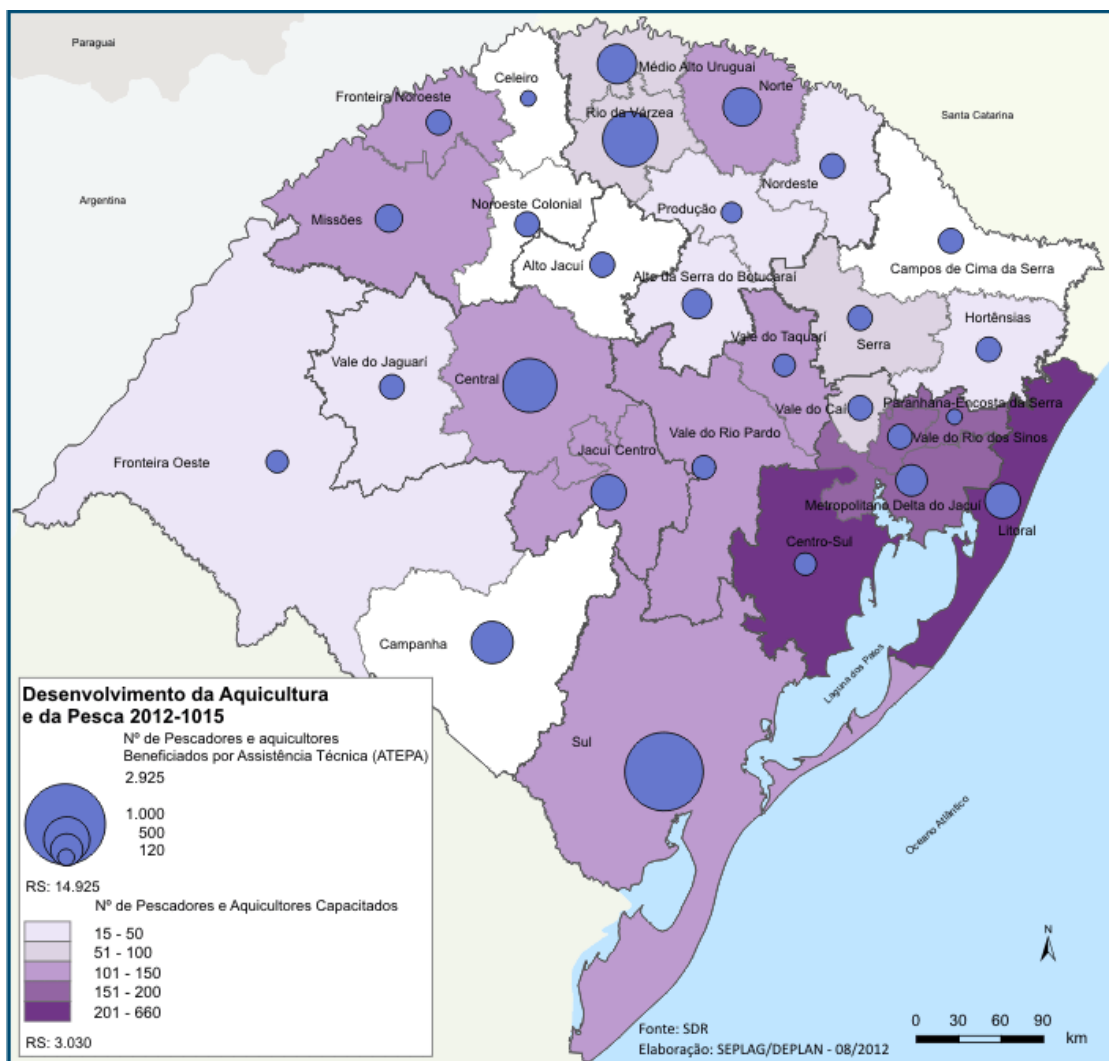 Paraguai
Celeiro
Médio Alto Uruguai
Fronteira Noroeste
Norte
Rio da Várzea
Santa Catarina
Argentina
Nordeste
Noroeste Colonial
Produção
Missões
Alto Jacuí
Campos de Cima da Serra
Alto da Serra do Botucaraí
Hortênsias
Vale do Taquarí
Serra
Vale do Jaguarí
Central
Vale do Caí
Paranhana-Encosta da Serra
Vale do Rio Pardo
Vale do Rio dos Sinos
Jacuí Centro
Fronteira Oeste
Metropolitano Delta do Jacuí
Litoral
Centro-Sul
Campanha
Laguna dos Patos
Sul
Oceano Atlântico
Desenvolvimento da Aquicultura
e da Pesca 2012-1015
Nº de Pescadores e aquicultores
Beneficiados por Assistência Técnica (ATEPA)
2.925
1.000
500
120
RS: 14.925
Nº de Pescadores e Aquicultores Capacitados
15 - 50
51 - 100
101 - 150
151 - 200
201 - 660
RS: 3.030
N
Fonte: SDR
Elaboração: SEPLAG/DEPLAN - 08/2012
0 30 60 90
km